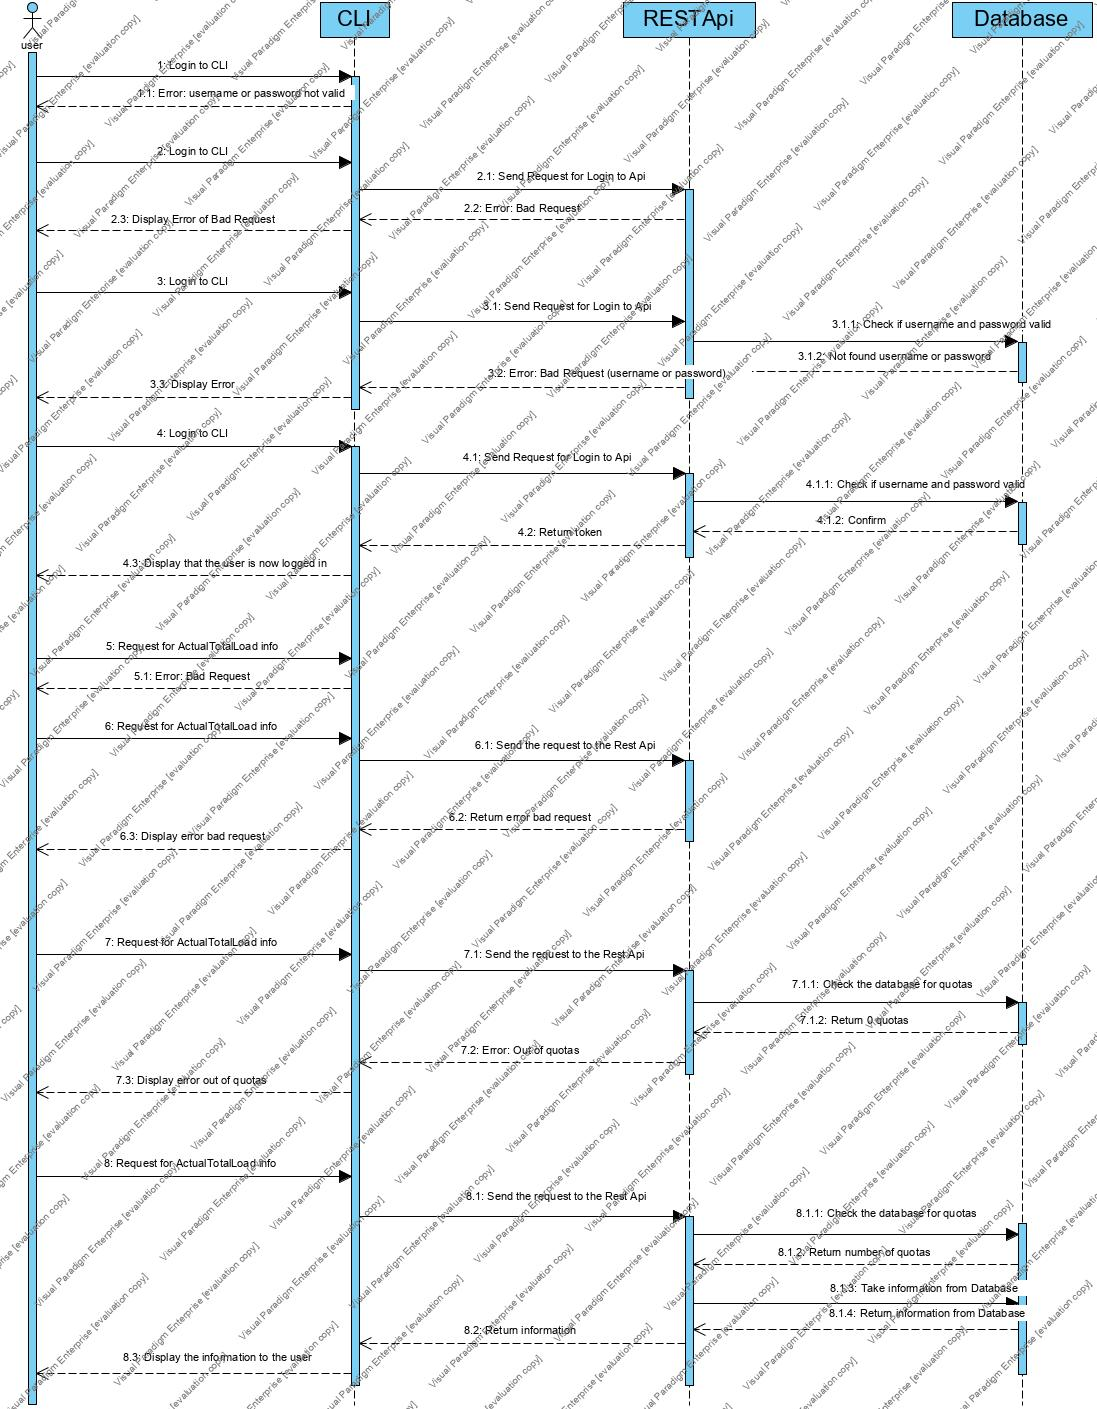 CLI
REST Api
Database
user
1: Login to CLI
1.1: Error: username or password not valid
2: Login to CLI
2.1: Send Request for Login to Api
2.2: Error: Bad Request
2.3: Display Error of Bad Request
3: Login to CLI
3.1: Send Request for Login to Api
3.1.1: Check if username and password valid
3.1.2: Not found username or password
3.2: Error: Bad Request (username or password)
3.3: Display Error
4: Login to CLI
4.1: Send Request for Login to Api
4.1.1: Check if username and password valid
4.1.2: Confirm
4.2: Return token
4.3: Display that the user is now logged in
5: Request for ActualTotalLoad info
5.1: Error: Bad Request
6: Request for ActualTotalLoad info
6.1: Send the request to the Rest Api
6.2: Return error bad request
6.3: Display error bad request
7: Request for ActualTotalLoad info
7.1: Send the request to the Rest Api
7.1.1: Check the database for quotas
7.1.2: Return 0 quotas
7.2: Error: Out of quotas
7.3: Display error out of quotas
8: Request for ActualTotalLoad info
8.1: Send the request to the Rest Api
8.1.1: Check the database for quotas
8.1.2: Return number of quotas
8.1.3: Take information from Database
8.1.4: Return information from Database
8.2: Return information
8.3: Display the information to the user
Visual Paradigm Enterprise [evaluation copy]